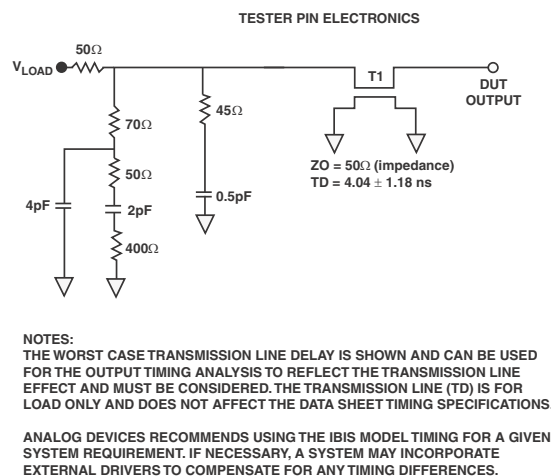 TESTER PIN ELECTRONICS
50Ω
V_LOAD
T1
DUT
OUTPUT
70Ω
45Ω
ZO = 50Ω (impedance)
TD = 4.04 ± 1.18 ns
50Ω
4pF
2pF
0.5pF
400Ω
NOTES:
THE WORST CASE TRANSMISSION LINE DELAY IS SHOWN AND CAN BE USED
FOR THE OUTPUT TIMING ANALYSIS TO REFLECT THE TRANSMISSION LINE
EFFECT AND MUST BE CONSIDERED. THE TRANSMISSION LINE (TD) IS FOR
LOAD ONLY AND DOES NOT AFFECT THE DATA SHEET TIMING SPECIFICATIONS.
ANALOG DEVICES RECOMMENDS USING THE IBIS MODEL TIMING FOR A GIVEN
SYSTEM REQUIREMENT. IF NECESSARY, A SYSTEM MAY INCORPORATE
EXTERNAL DRIVERS TO COMPENSATE FOR ANY TIMING DIFFERENCES.